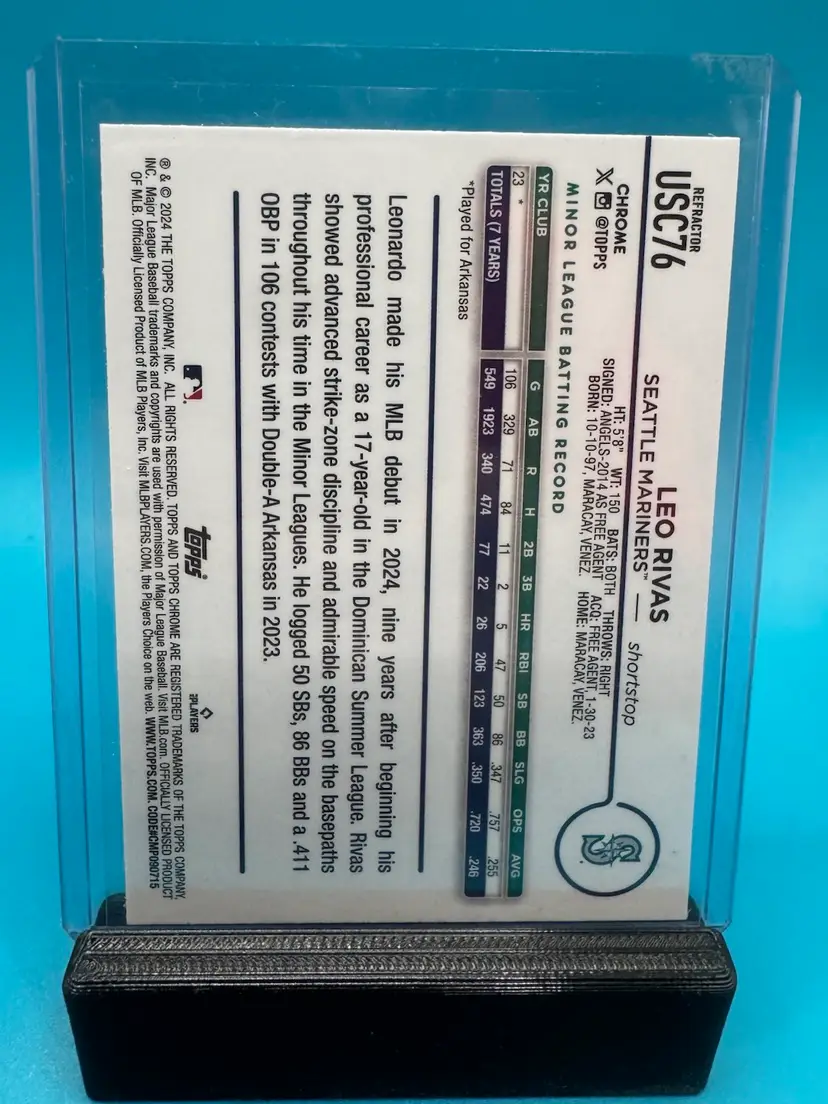 REFRACTOR
USC76
CHROME
@TOPPS
LEO RIVAS
SEATTLE MARINERS™ — shortstop
HT: 5'8" WT: 150 BATS: BOTH THROWS: RIGHT
SIGNED: ANGELS-2014 AS FREE AGENT ACQ: FREE AGENT, 1-30-23
BORN: 10-10-97, MARACAY, VENEZ. HOME: MARACAY, VENEZ.
MINOR LEAGUE BATTING RECORD
YR CLUB G AB R H 2B 3B HR RBI SB BB SLG OPS AVG
23 * 106 329 71 84 11 2 5 47 50 86 .347 .757 .255
TOTALS (7 YEARS) 549 1923 340 474 77 22 26 206 123 363 .350 .720 .246
*Played for Arkansas
Leonardo made his MLB debut in 2024, nine years after beginning his
professional career as a 17-year-old in the Dominican Summer League. Rivas
showed advanced strike-zone discipline and admirable speed on the basepaths
throughout his time in the Minor Leagues. He logged 50 SBs, 86 BBs and a .411
OBP in 106 contests with Double-A Arkansas in 2023.
topps
PLAYERS
® & © 2024 THE TOPPS COMPANY, INC. ALL RIGHTS RESERVED. TOPPS AND TOPPS CHROME ARE REGISTERED TRADEMARKS OF THE TOPPS COMPANY,
INC. Major League Baseball trademarks and copyrights are used with permission of Major League Baseball. Visit MLB.com. OFFICIALLY LICENSED PRODUCT
OF MLB. Officially Licensed Product of MLB Players, Inc. Visit MLBPLAYERS.COM, the Players Choice on the web. WWW.TOPPS.COM. CODE#CMP090715